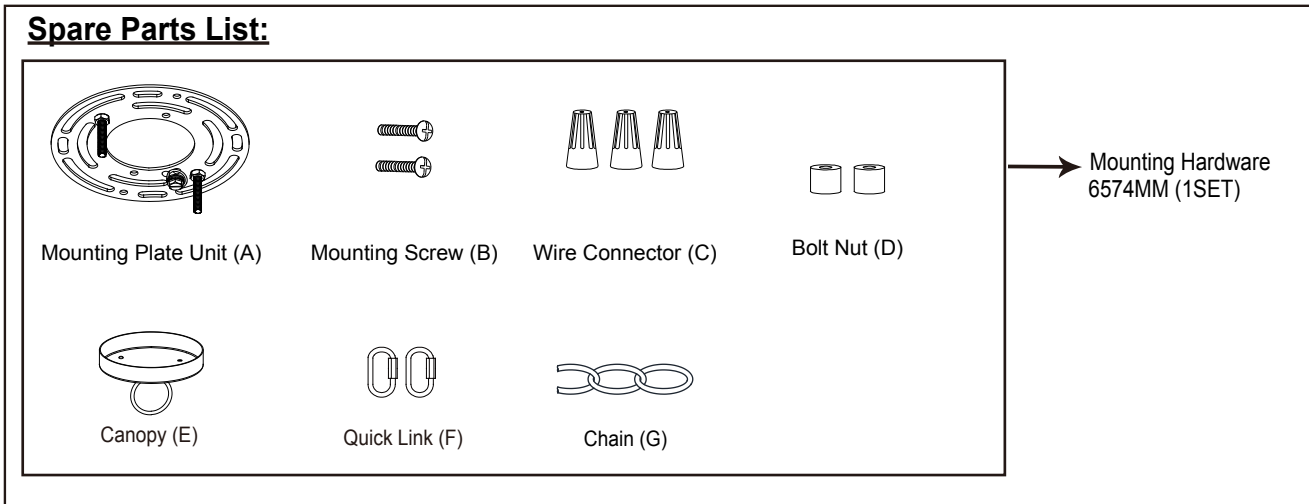 Spare Parts List:
Mounting Plate Unit (A)
Mounting Screw (B)
Wire Connector (C)
Bolt Nut (D)
Mounting Hardware
6574MM (1SET)
Canopy (E)
Quick Link (F)
Chain (G)